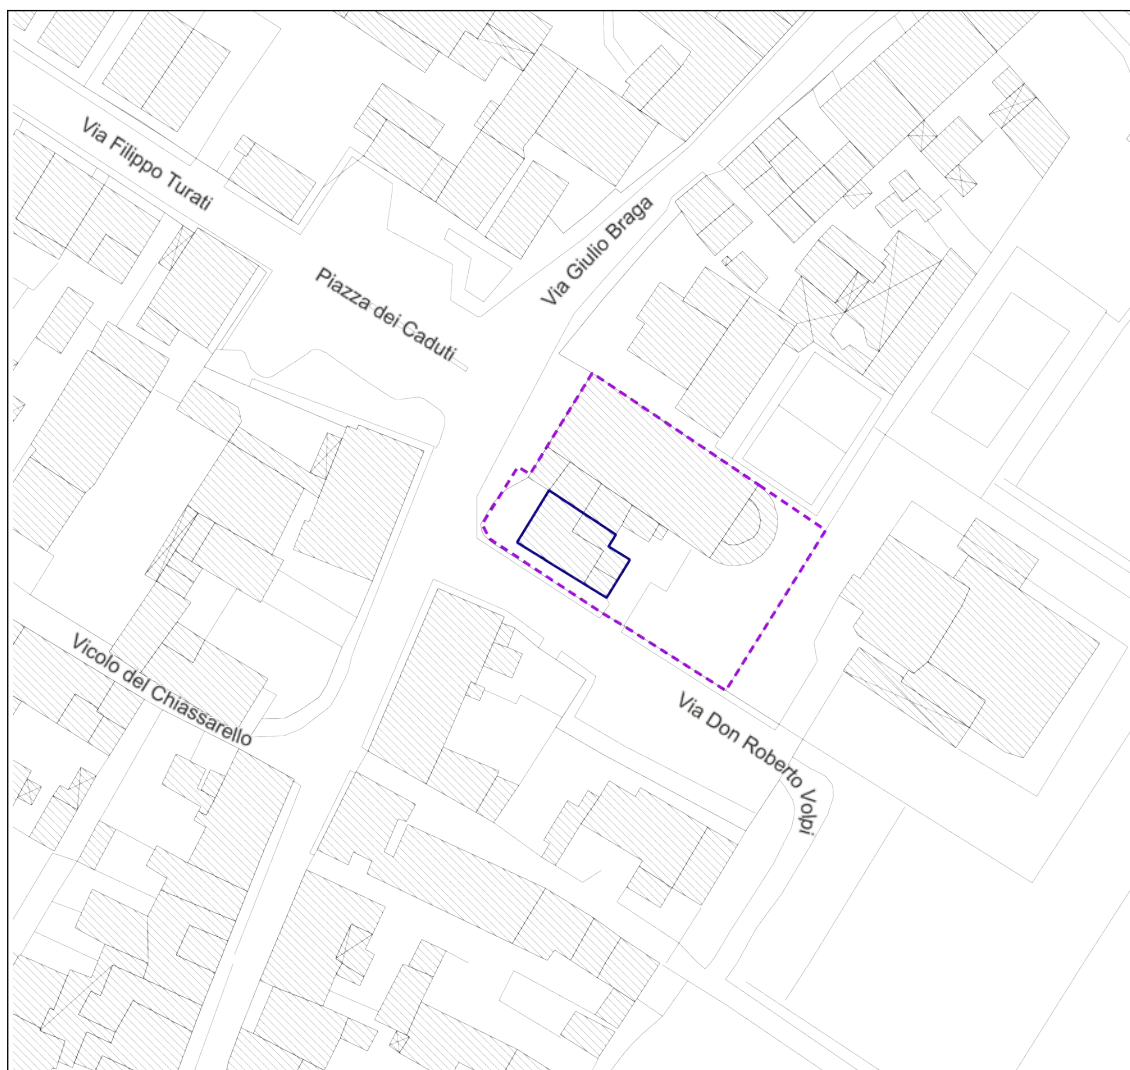 Via Filippo Turati
Via Giulio Braga
Piazza dei Caduti
Vicolo del Chiassarello
Via Don Roberto Volpi